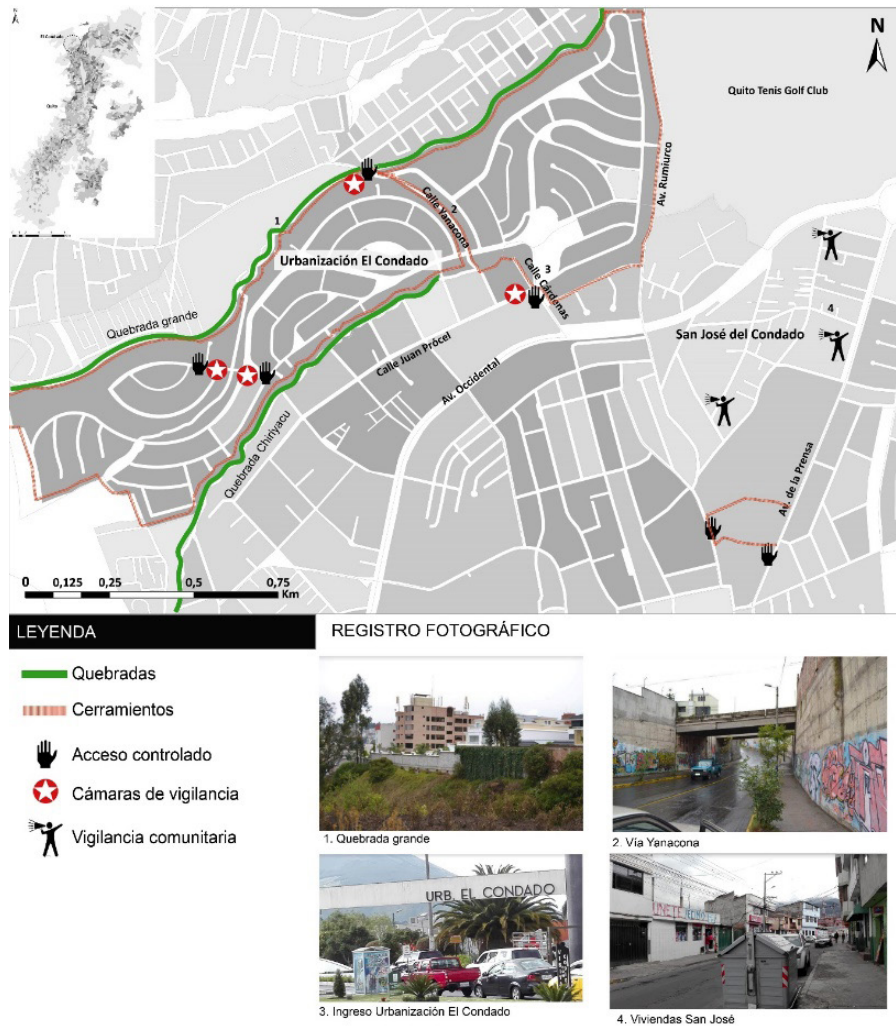 N
El Condado
Quito
N
Quito Tenis Golf Club
Av. Rumiurco
Calle Yanacona
2
1
Urbanización El Condado
3
Calle Cárdenas
Quebrada grande
4
San José del Condado
Calle Juan Prócel
Av. Occidental
Quebrada Chiriyacu
Av. de la Prensa
0 0,125 0,25 0,5 0,75
Km
LEYENDA
Quebradas
Cerramientos
Acceso controlado
Cámaras de vigilancia
Vigilancia comunitaria
REGISTRO FOTOGRÁFICO
1. Quebrada grande
2. Vía Yanacona
URB. EL CONDADO
3. Ingreso Urbanización El Condado
4. Viviendas San José